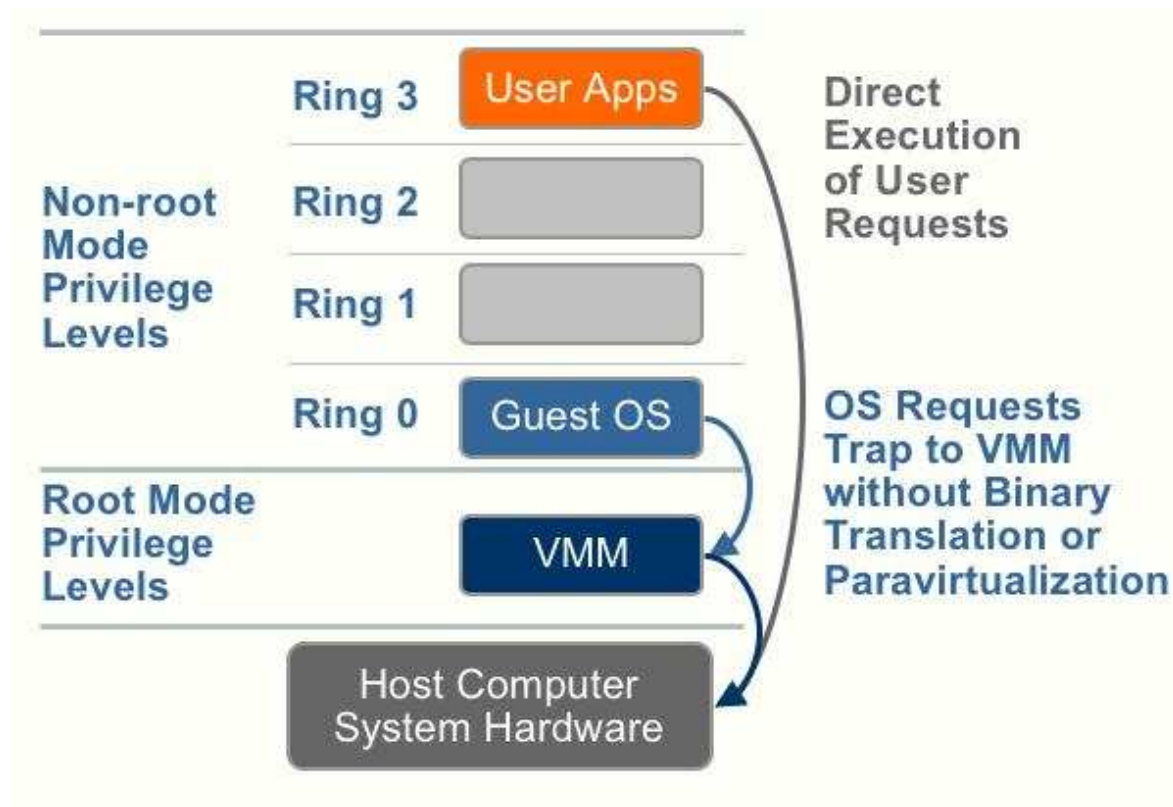 Ring 3
User Apps
Direct
Execution
of User
Requests
Non-root
Mode
Privilege
Levels
Ring 2
Ring 1
Ring 0
Guest OS
OS Requests
Trap to VMM
without Binary
Translation or
Paravirtualization
Root Mode
Privilege
Levels
VMM
Host Computer
System Hardware